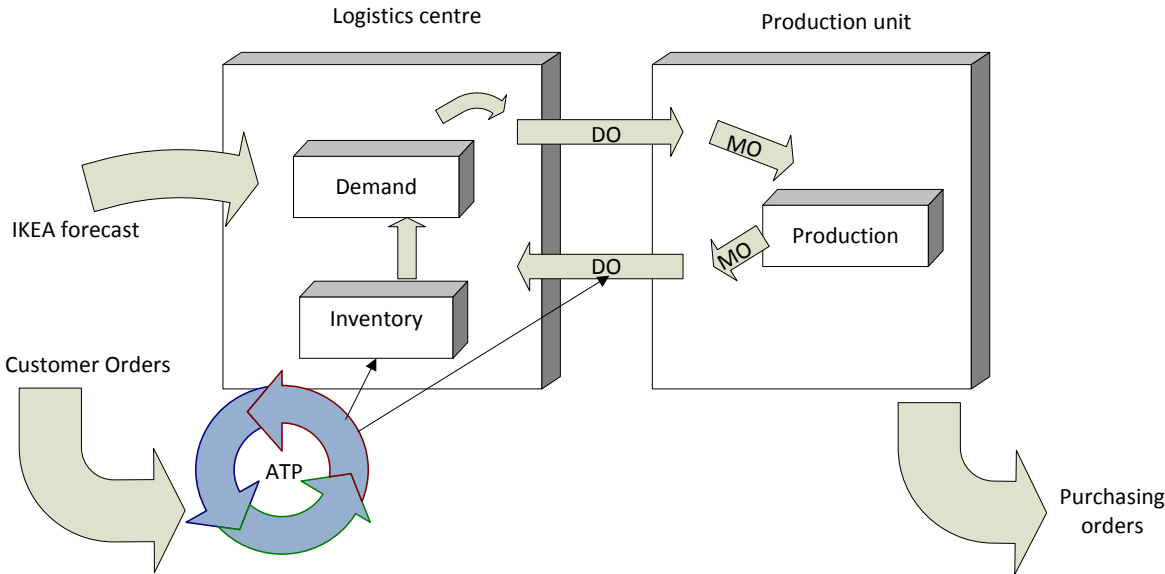 Logistics centre
Production unit
DO
MO
Demand
IKEA forecast
Production
MO
DO
Inventory
Customer Orders
ATP
Purchasing
orders